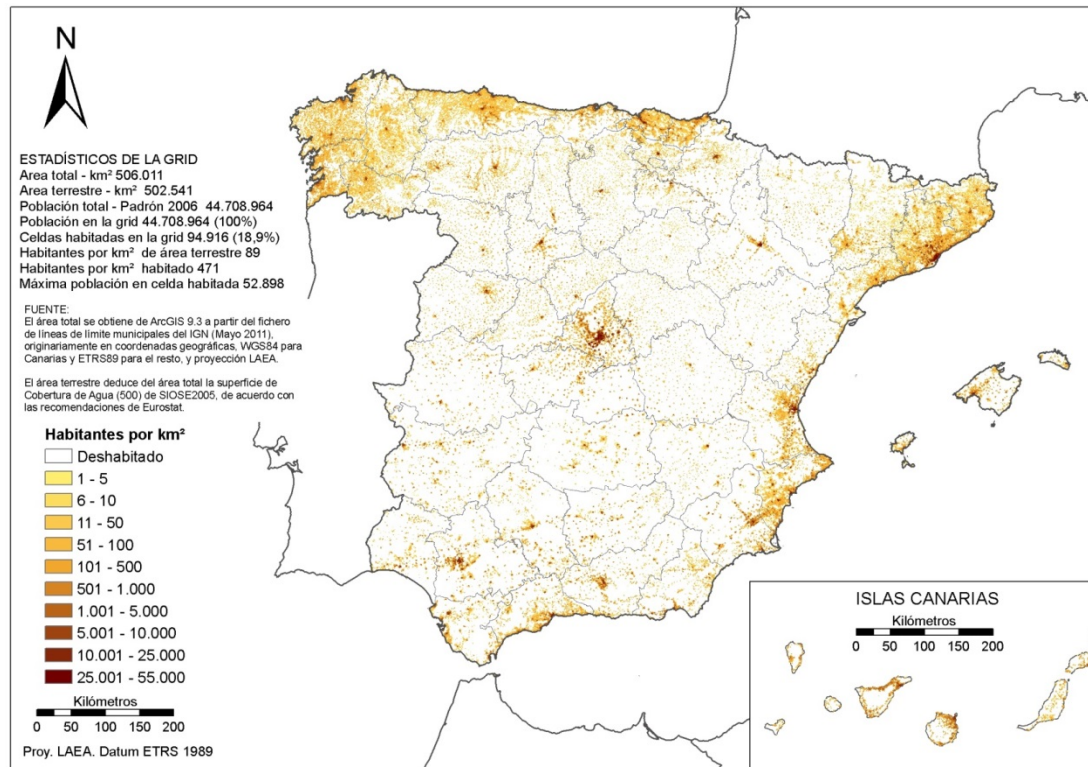 N
ESTADÍSTICOS DE LA GRID
Area total - km² 506.011
Area terrestre - km² 502.541
Población total - Padrón 2006 44.708.964
Población en la grid 44.708.964 (100%)
Celdas habitadas en la grid 94.916 (18,9%)
Habitantes por km² de área terrestre 89
Habitantes por km² habitado 471
Máxima población en celda habitada 52.898
FUENTE:
El área total se obtiene de ArcGIS 9.3 a partir del fichero
de líneas de límite municipales del IGN (Mayo 2011),
originariamente en coordenadas geográficas, WGS84 para
Canarias y ETRS89 para el resto, y proyección LAEA.
El área terrestre deduce del área total la superficie de
Cobertura de Agua (500) de SIOSE2005, de acuerdo con
las recomendaciones de Eurostat.
Habitantes por km²
Deshabitado
1 - 5
6 - 10
11 - 50
51 - 100
101 - 500
501 - 1.000
1.001 - 5.000
5.001 - 10.000
10.001 - 25.000
25.001 - 55.000
Kilómetros
0 50 100 200
Proy. LAEA. Datum ETRS 1989
ISLAS CANARIAS
Kilómetros
0 50 100 200